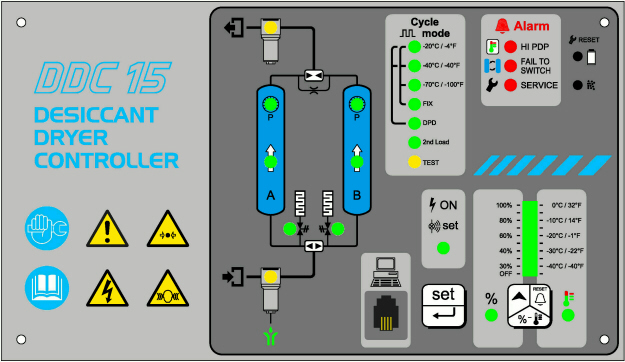 DDC 15
DESICCANT
DRYER
CONTROLLER
P
P
A
B
Cycle
mode
-20°C / -4°F
-40°C / -40°F
-70°C / -100°F
FIX
DPD
2nd Load
TEST
Alarm
HI PDP
FAIL TO
SWITCH
SERVICE
RESET
ON
set
100%
80%
60%
40%
30%
OFF
0°C / 32°F
-10°C / 14°F
-20°C / -1°F
-30°C / -22°F
-40°C / -40°F
set
%
RESET
%